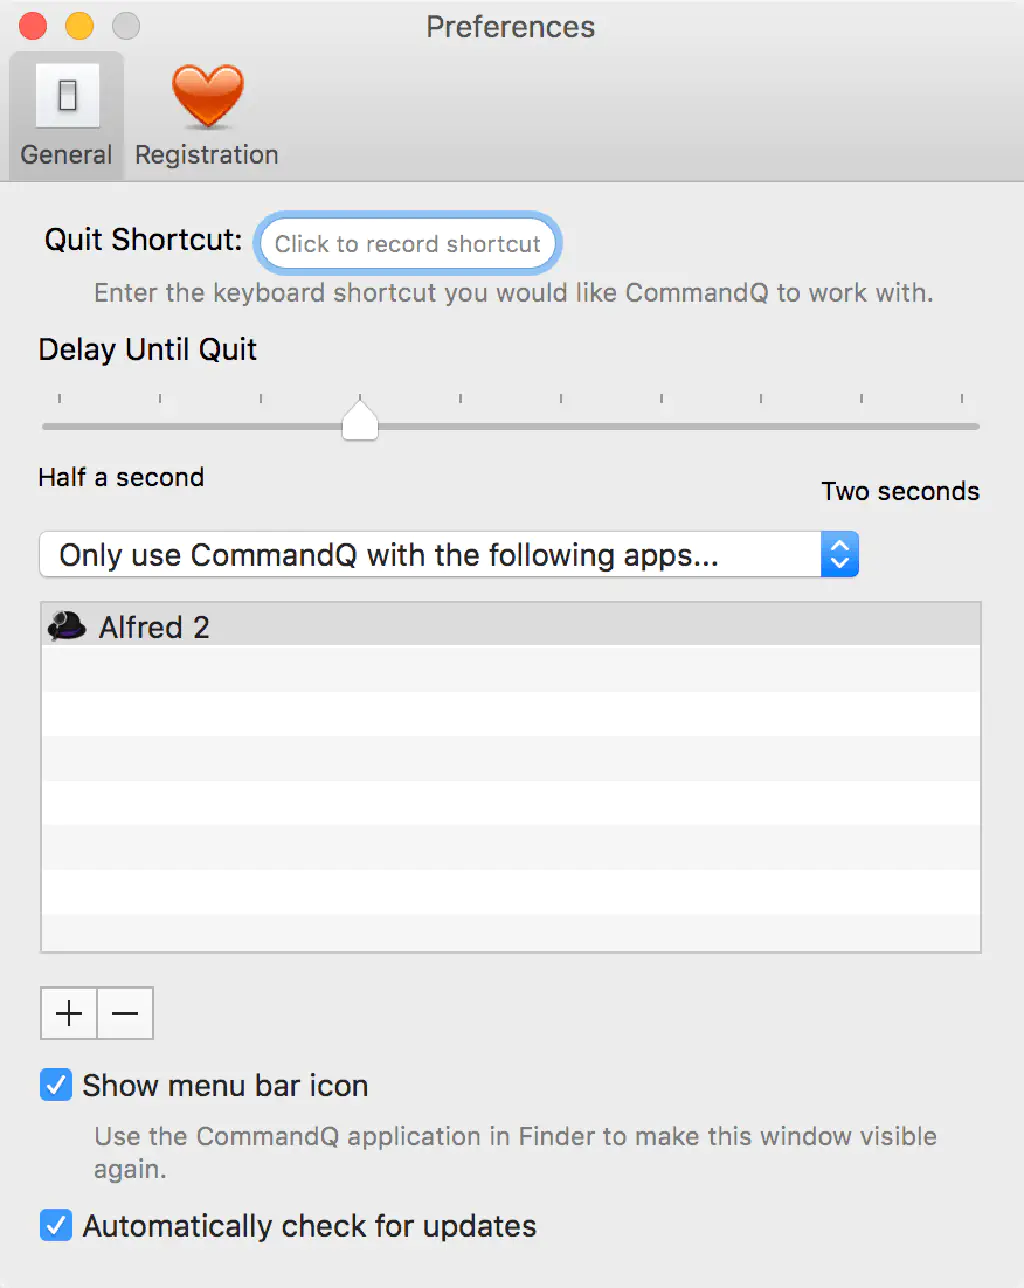 Preferences
General
Registration
Quit Shortcut:
Click to record shortcut
Enter the keyboard shortcut you would like CommandQ to work with.
Delay Until Quit
Half a second
Two seconds
Only use CommandQ with the following apps...
Alfred 2
Show menu bar icon
Use the CommandQ application in Finder to make this window visible
again.
Automatically check for updates